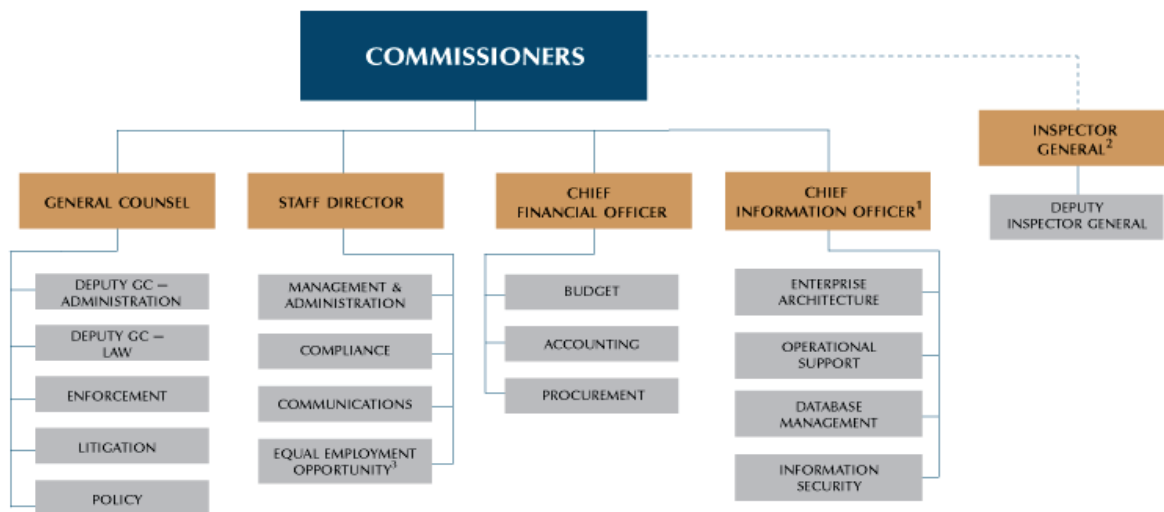 COMMISSIONERS
INSPECTOR
GENERAL²
DEPUTY
INSPECTOR GENERAL
GENERAL COUNSEL
DEPUTY GC –
ADMINISTRATION
DEPUTY GC –
LAW
ENFORCEMENT
LITIGATION
POLICY
STAFF DIRECTOR
MANAGEMENT &
ADMINISTRATION
COMPLIANCE
COMMUNICATIONS
EQUAL EMPLOYMENT
OPPORTUNITY³
CHIEF
FINANCIAL OFFICER
BUDGET
ACCOUNTING
PROCUREMENT
CHIEF
INFORMATION OFFICER¹
ENTERPRISE
ARCHITECTURE
OPERATIONAL
SUPPORT
DATABASE
MANAGEMENT
INFORMATION
SECURITY